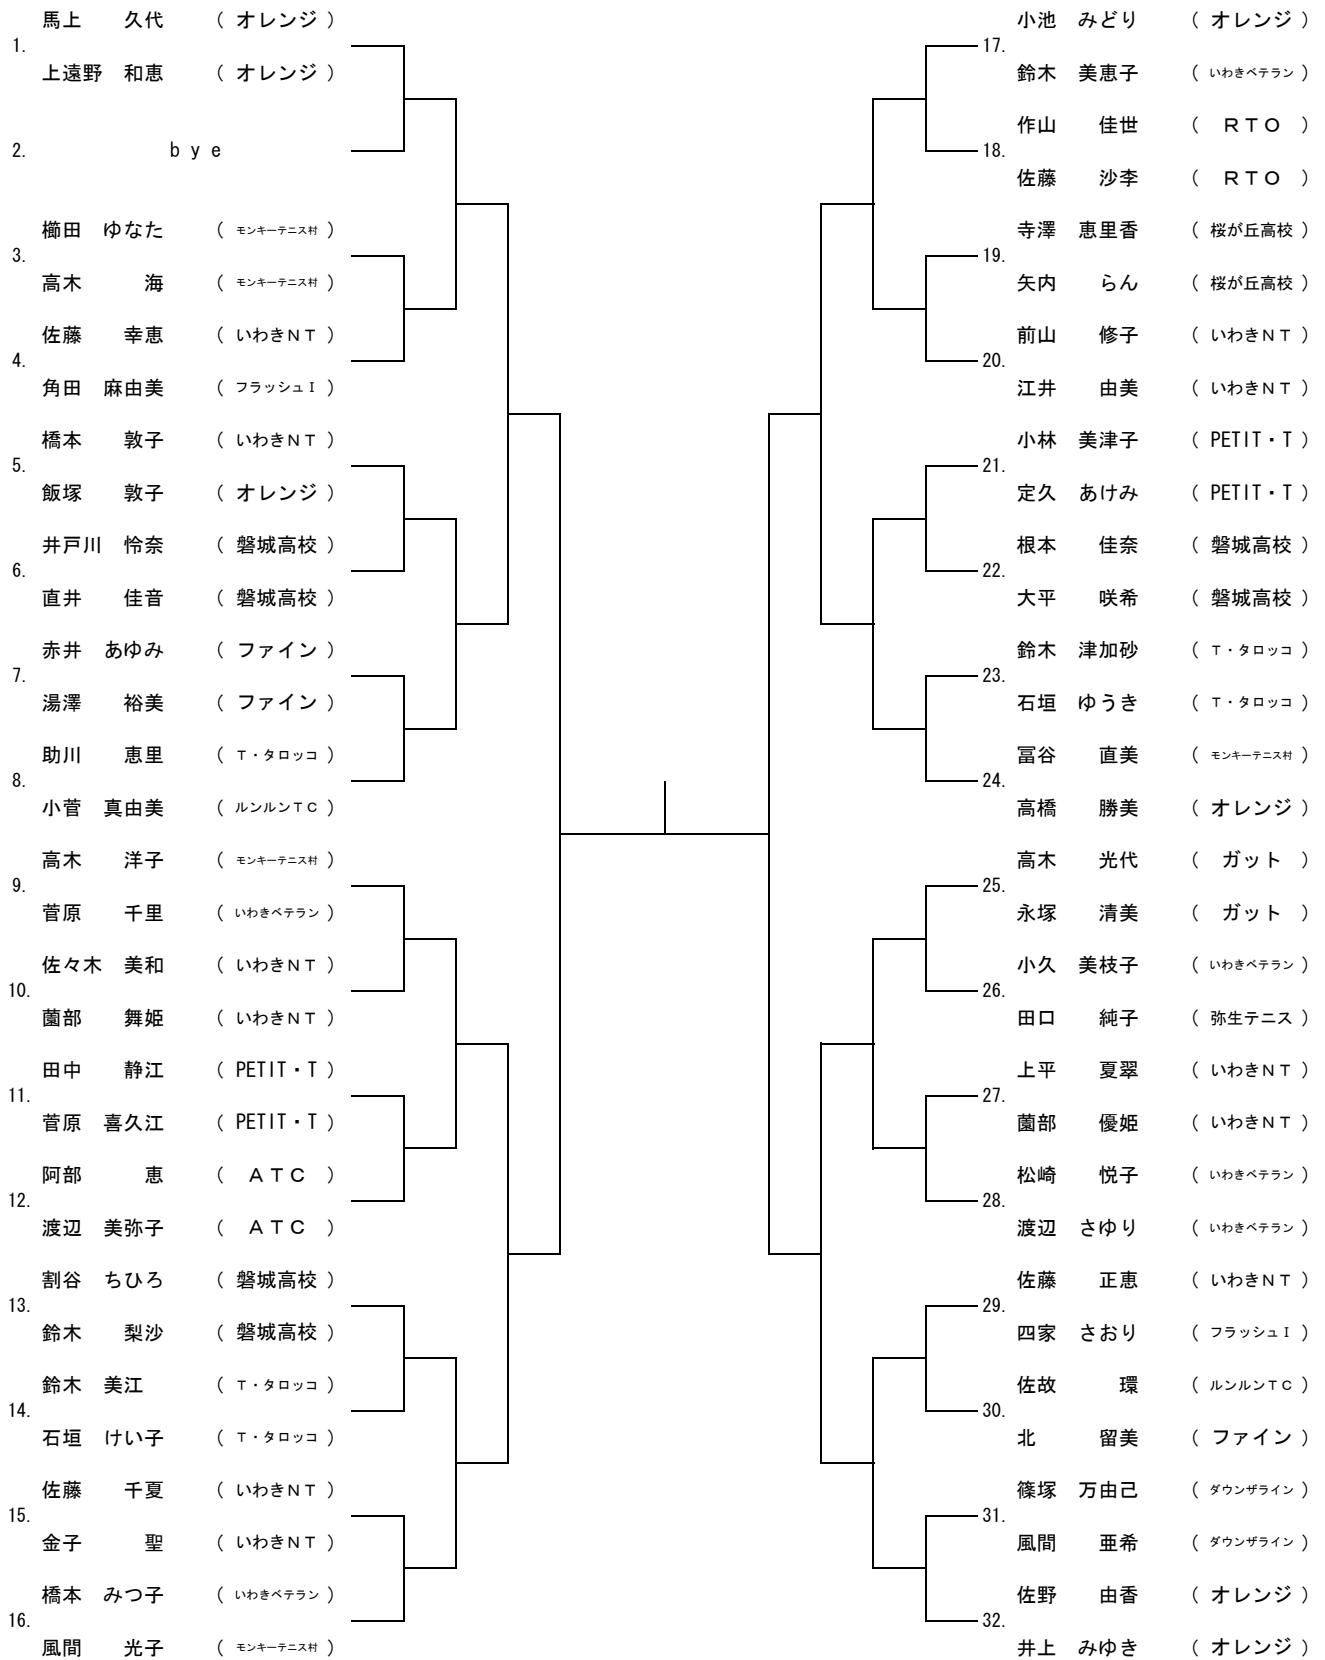 馬上 久代 ( オレンジ )
1.
上遠野 和恵 ( オレンジ )
2. bye
櫛田 ゆなた ( モンキーテニス村 )
3.
高木 海 ( モンキーテニス村 )
佐藤 幸恵 ( いわきNT )
4.
角田 麻由美 ( フラッシュI )
橋本 敦子 ( いわきNT )
5.
飯塚 敦子 ( オレンジ )
井戸川 怜奈 ( 磐城高校 )
6.
直井 佳音 ( 磐城高校 )
赤井 あゆみ ( ファイン )
7.
湯澤 裕美 ( ファイン )
助川 恵里 ( T・タロッコ )
8.
小菅 真由美 ( ルンルンTC )
高木 洋子 ( モンキーテニス村 )
9.
菅原 千里 ( いわきベテラン )
佐々木 美和 ( いわきNT )
10.
薗部 舞姫 ( いわきNT )
田中 静江 ( PETIT・T )
11.
菅原 喜久江 ( PETIT・T )
阿部 恵 ( ATC )
12.
渡辺 美弥子 ( ATC )
割谷 ちひろ ( 磐城高校 )
13.
鈴木 梨沙 ( 磐城高校 )
鈴木 美江 ( T・タロッコ )
14.
石垣 けい子 ( T・タロッコ )
佐藤 千夏 ( いわきNT )
15.
金子 聖 ( いわきNT )
橋本 みつ子 ( いわきベテラン )
16.
風間 光子 ( モンキーテニス村 )
小池 みどり ( オレンジ )
17.
鈴木 美恵子 ( いわきベテラン )
作山 佳世 ( RTO )
18.
佐藤 沙李 ( RTO )
寺澤 恵里香 ( 桜が丘高校 )
19.
矢内 らん ( 桜が丘高校 )
前山 修子 ( いわきNT )
20.
江井 由美 ( いわきNT )
小林 美津子 ( PETIT・T )
21.
定久 あけみ ( PETIT・T )
根本 佳奈 ( 磐城高校 )
22.
大平 咲希 ( 磐城高校 )
鈴木 津加砂 ( T・タロッコ )
23.
石垣 ゆうき ( T・タロッコ )
冨谷 直美 ( モンキーテニス村 )
24.
高橋 勝美 ( オレンジ )
高木 光代 ( ガット )
25.
永塚 清美 ( ガット )
小久 美枝子 ( いわきベテラン )
26.
田口 純子 ( 弥生テニス )
上平 夏翠 ( いわきNT )
27.
薗部 優姫 ( いわきNT )
松崎 悦子 ( いわきベテラン )
28.
渡辺 さゆり ( いわきベテラン )
佐藤 正恵 ( いわきNT )
29.
四家 さおり ( フラッシュI )
佐故 環 ( ルンルンTC )
30.
北 留美 ( ファイン )
篠塚 万由己 ( ダウンザライン )
31.
風間 亜希 ( ダウンザライン )
佐野 由香 ( オレンジ )
32.
井上 みゆき ( オレンジ )